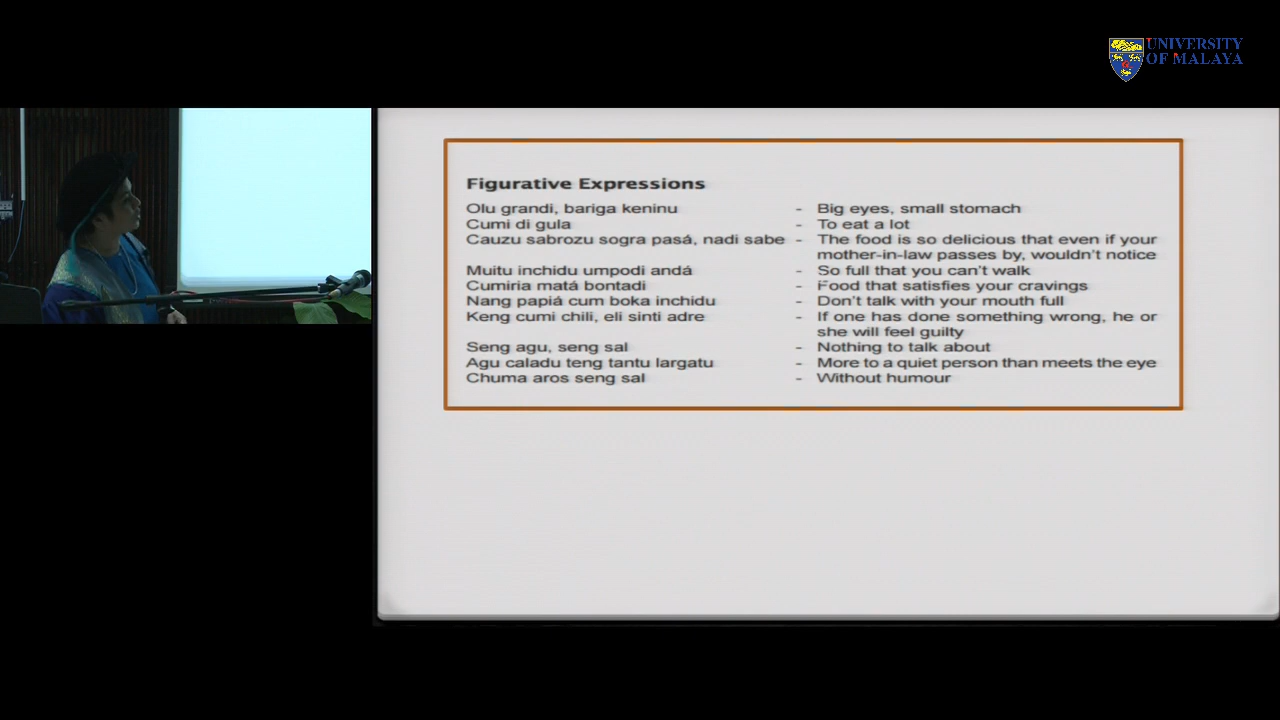 UNIVERSITY
OF MALAYA
Figurative Expressions
Olu grandi, bariga keninu - Big eyes, small stomach
Cumi di gula - To eat a lot
Cauzu sabrozu sogra pasá, nadi sabe - The food is so delicious that even if your
mother-in-law passes by, wouldn't notice
Muitu inchidu umpodi andá - So full that you can't walk
Cumiria matá bontadi - Food that satisfies your cravings
Nang papiá cum boka inchidu - Don't talk with your mouth full
Keng cumi chili, eli sinti adre - If one has done something wrong, he or
she will feel guilty
Seng agu, seng sal - Nothing to talk about
Agu caladu teng tantu largatu - More to a quiet person than meets the eye
Chuma aros seng sal - Without humour